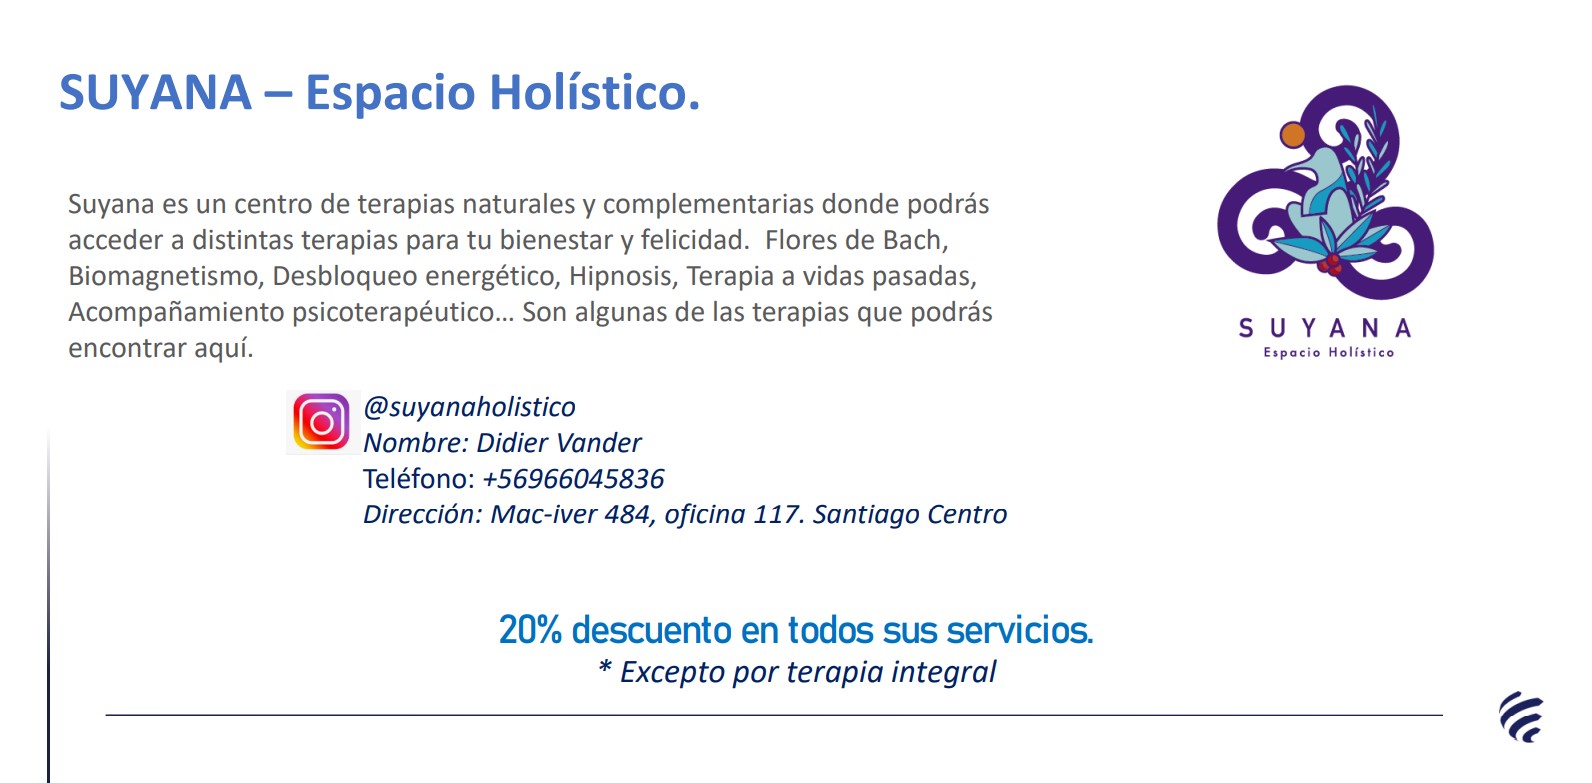 SUYANA – Espacio Holístico.
Suyana es un centro de terapias naturales y complementarias donde podrás
acceder a distintas terapias para tu bienestar y felicidad.  Flores de Bach,
Biomagnetismo, Desbloqueo energético, Hipnosis, Terapia a vidas pasadas,
Acompañamiento psicoterapéutico... Son algunas de las terapias que podrás
encontrar aquí.
SUYANA
Espacio Holístico
@suyanaholistico
Nombre: Didier Vander
Teléfono: +56966045836
Dirección: Mac-iver 484, oficina 117. Santiago Centro
20% descuento en todos sus servicios.
* Excepto por terapia integral